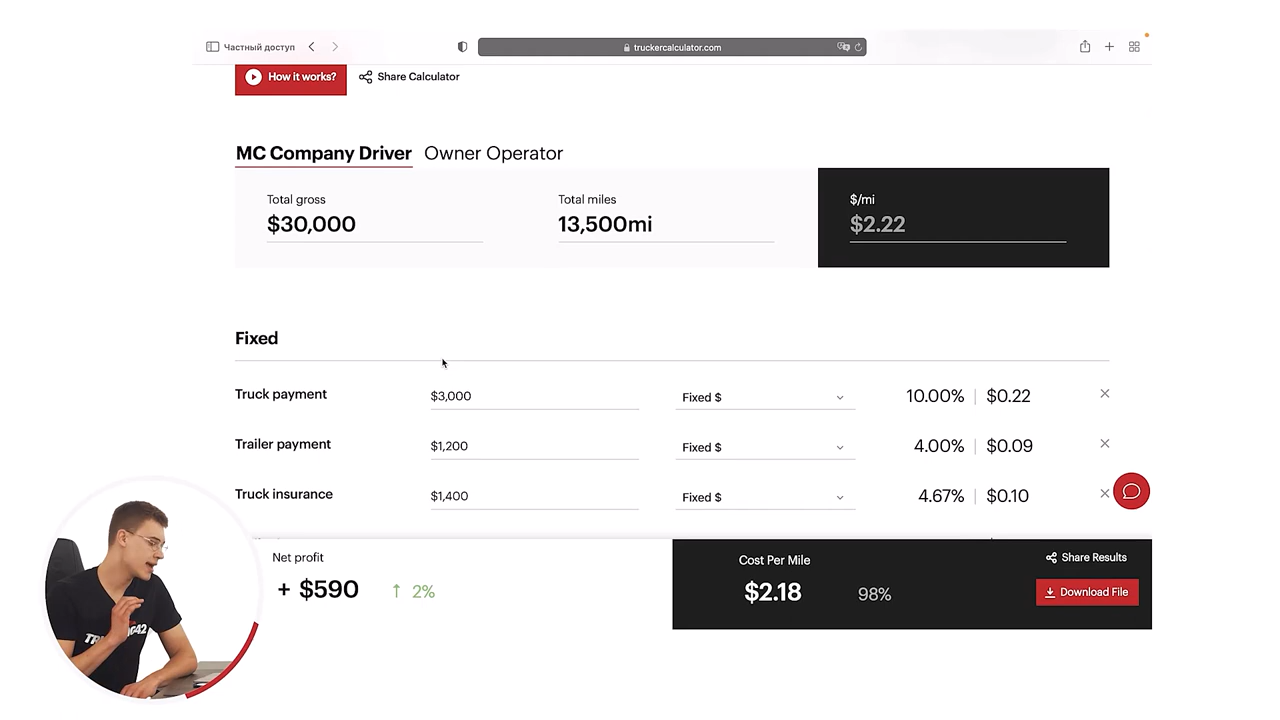 Частный доступ
truckercalculator.com
How it works?
Share Calculator
MC Company Driver Owner Operator
Total gross
$30,000
Total miles
13,500mi
$/mi
$2.22
Fixed
Truck payment $3,000 Fixed $ 10.00% | $0.22
Trailer payment $1,200 Fixed $ 4.00% | $0.09
Truck insurance $1,400 Fixed $ 4.67% | $0.10
Net profit
+ $590 ↑ 2%
Cost Per Mile
$2.18 98%
Share Results
Download File